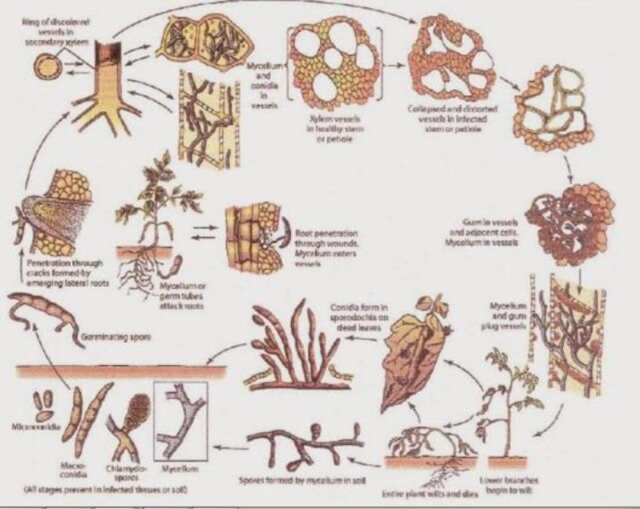 Ring of discolored
vessels in
secondary xylem
Mycelium
and
conidia
in
vessels
Xylem vessels
in healthy stem
or petiole
Collapsed and distorted
vessels in infected
stem or petiole
Gum in vessels
and adjacent cells.
Mycelium in vessels
Mycelium
and gum
plug vessels
Penetration through
cracks formed by
emerging lateral roots
Mycelium or
germ tubes
attack roots
Root penetration
through wounds.
Mycelium enters
vessels
Germinating spore
Conidia form in
sporodochia on
dead leaves
Microconidia
Macro-
conidia
Chlamydo-
spores
Mycelium
(All stages present in infected tissues or soil)
Spores formed by mycelium in soil
Entire plant wilts and dies
Lower branches
begin to wilt